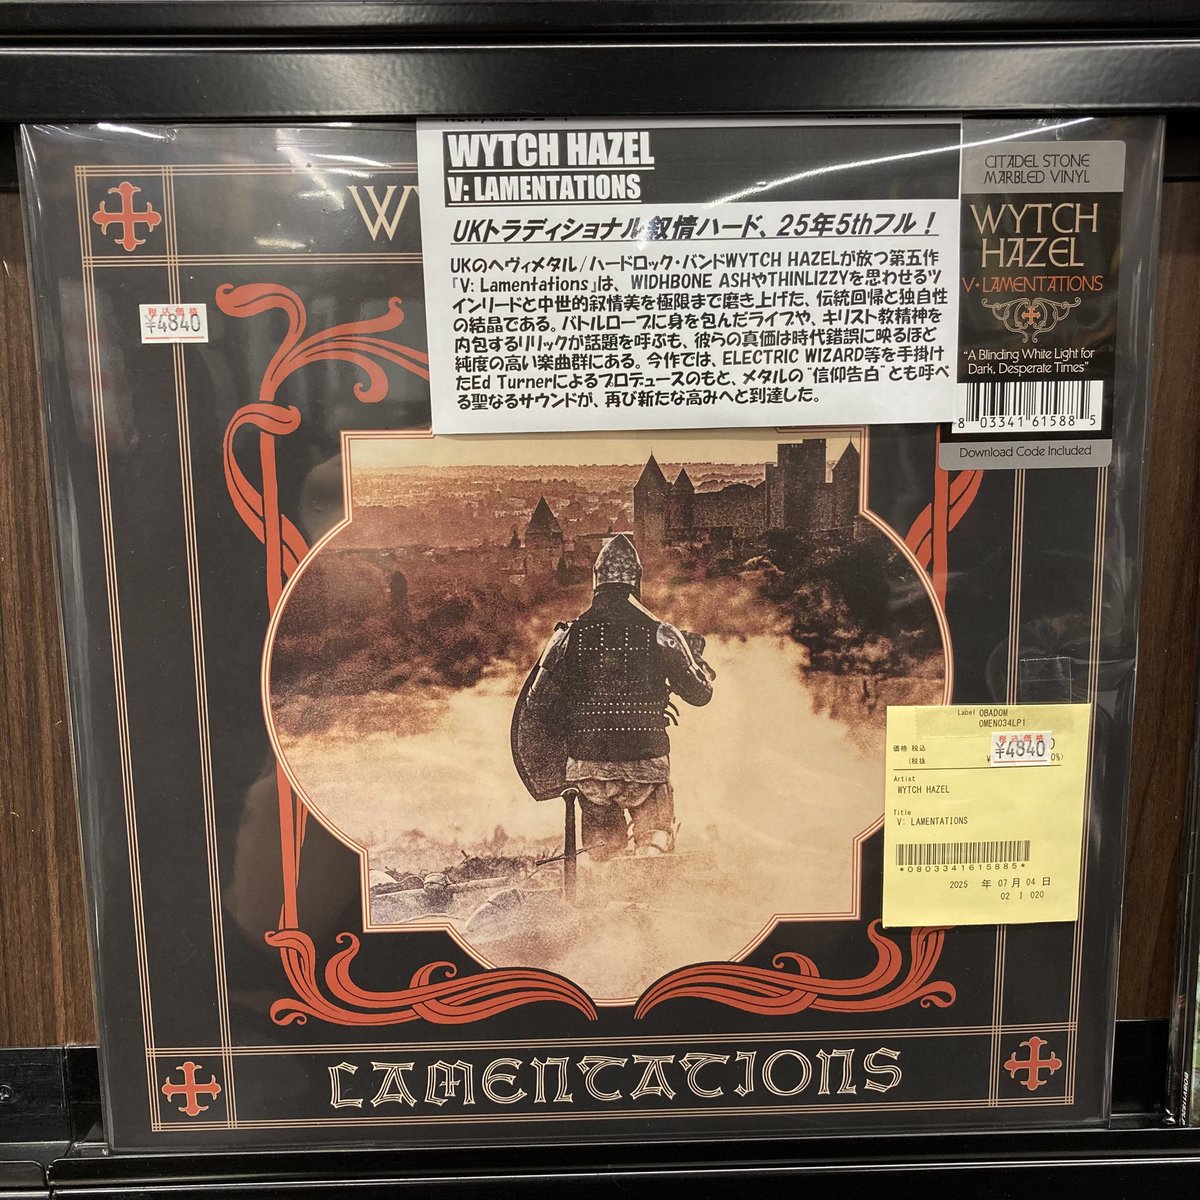 WYTCH HAZEL
V: LAMENTATIONS
UKトラディショナル叙情ハード、25年5thフル！
UKのヘヴィメタル/ハードロック・バンドWYTCH HAZELが放つ第五作
「V: Lamentations」は、WIDHBONE ASHやTHINLIZZYを思わせるツ
インリードと中世的叙情美を極限まで磨き上げた、伝統回帰と独自性
の結晶である。バトルローブに身を包んだライブや、キリスト教精神を
内包するリリックが話題を呼ぶも、彼らの真価は時代錯誤に映るほど
純度の高い楽曲群にある。今作では、ELECTRIC WIZARD等を手掛け
たEd Turnerによるプロデュースのもと、メタルの"信仰告白"とも呼べ
る聖なるサウンドが、再び新たな高みへと到達した。
CITADEL STONE
MARBLED VINYL
WYTCH
HAZEL
V·LAMENTATIONS
"A Blinding White Light for
Dark, Desperate Times"
8 03341 61588 5
Download Code Included
W
税込価格
¥4840
Label OBADOM
OMEN034LP1
価格 税込
税込価格
¥4840
(税抜
0%)
Artist
WYTCH HAZEL
Title
V: LAMENTATIONS
*0803341615885*
2025 年 07 月 04 日
02 I 020
LAMENTATIONS